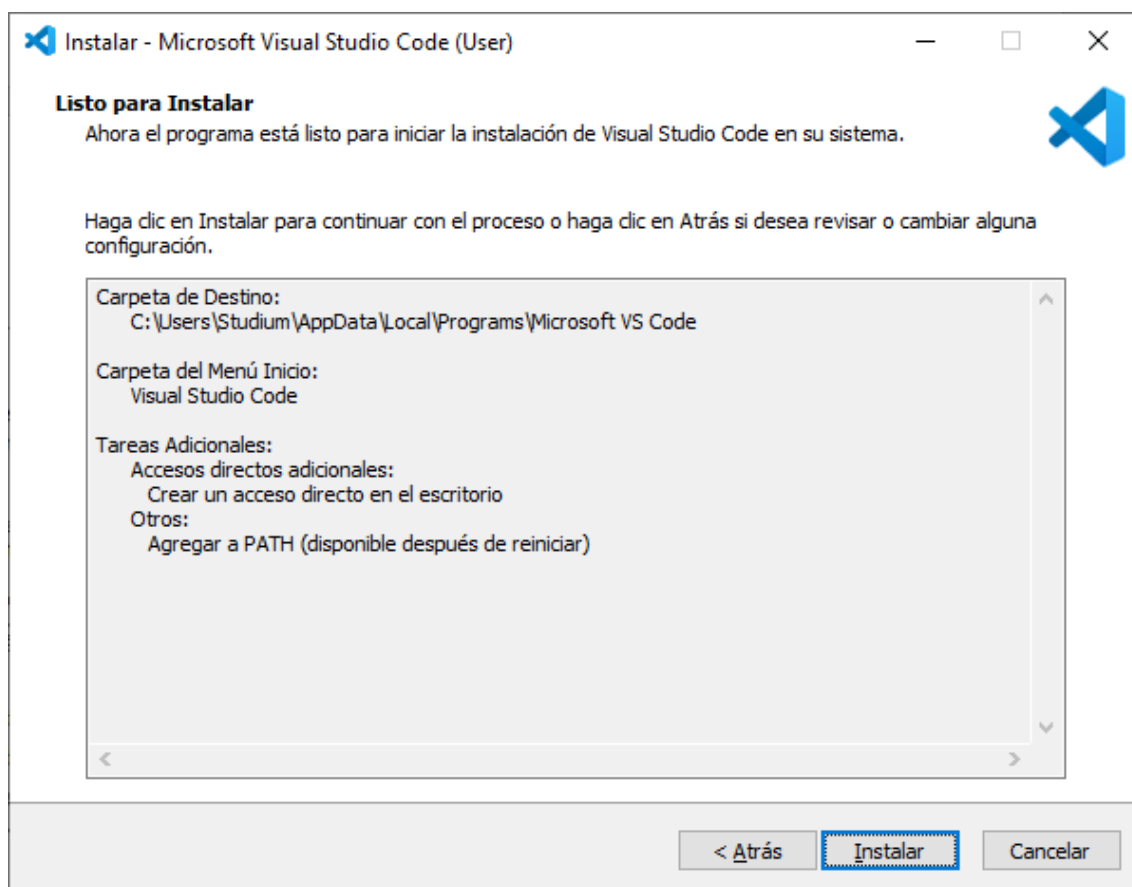 Instalar - Microsoft Visual Studio Code (User)
Listo para Instalar
Ahora el programa está listo para iniciar la instalación de Visual Studio Code en su sistema.
Haga clic en Instalar para continuar con el proceso o haga clic en Atrás si desea revisar o cambiar alguna
configuración.
Carpeta de Destino:
C:\Users\Studium\AppData\Local\Programs\Microsoft VS Code
Carpeta del Menú Inicio:
Visual Studio Code
Tareas Adicionales:
Accesos directos adicionales:
Crear un acceso directo en el escritorio
Otros:
Agregar a PATH (disponible después de reiniciar)
< Atrás
Instalar
Cancelar